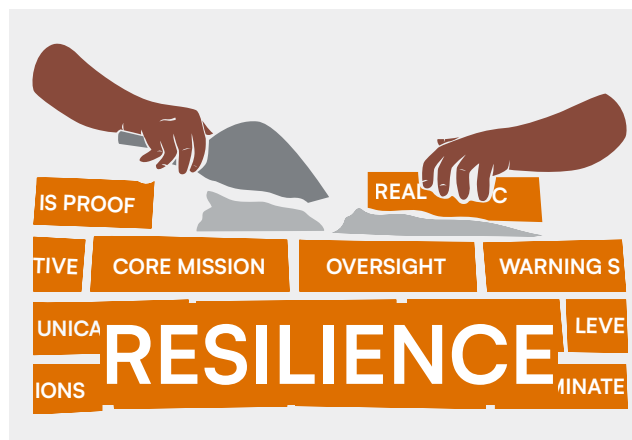 IS PROOF
REAL
C
TIVE
CORE MISSION
OVERSIGHT
WARNING S
UNICA
RESILIENCE
LEVE
IONS
MINATE